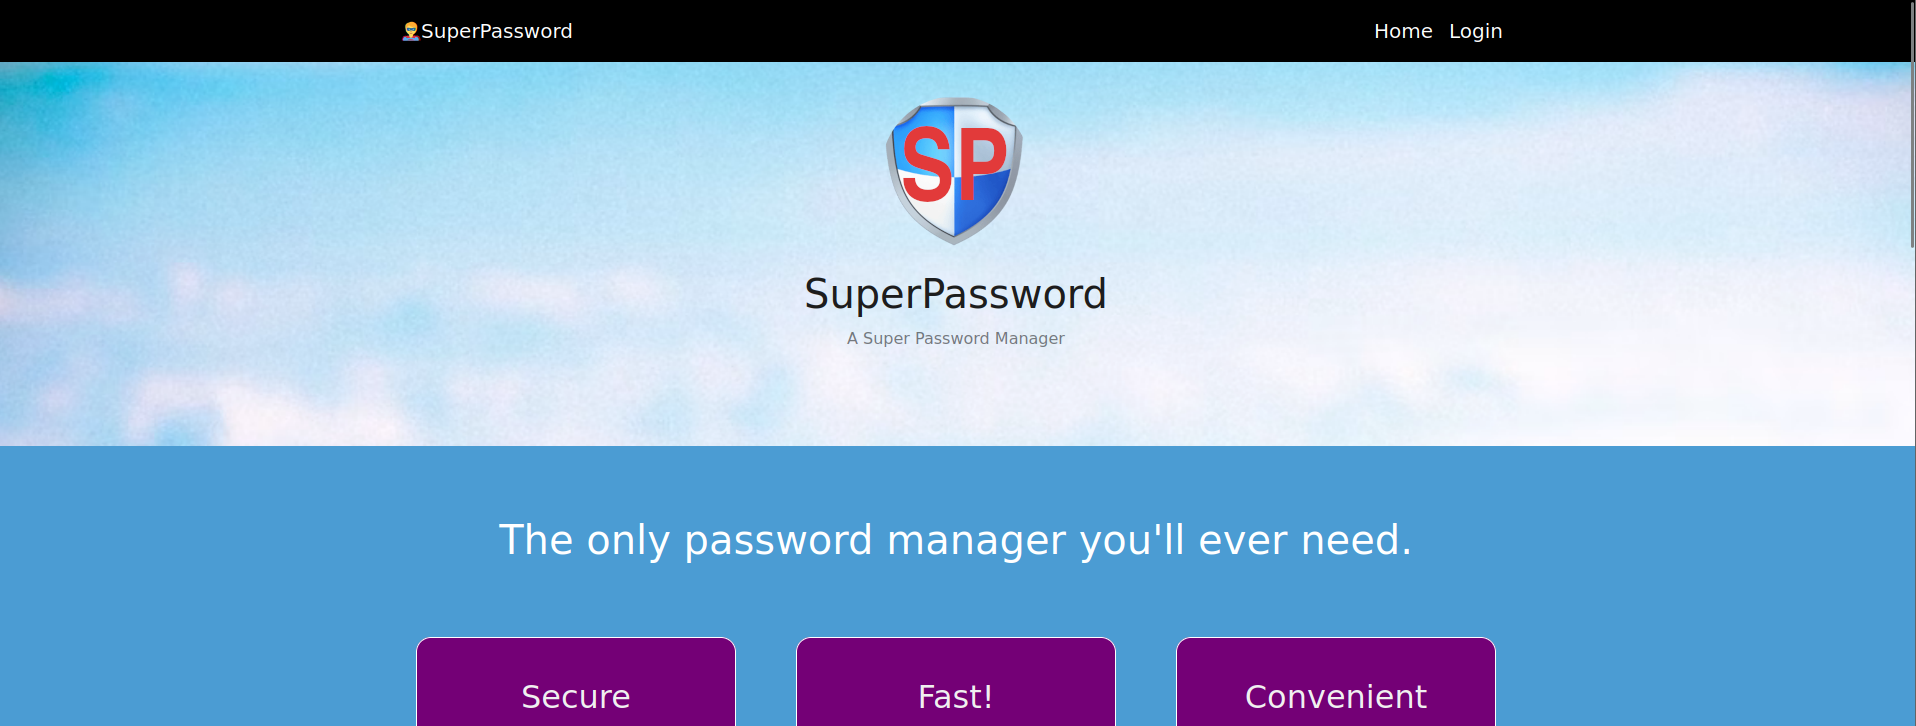 SuperPassword
Home Login
SP
SuperPassword
A Super Password Manager
The only password manager you'll ever need.
Secure
Fast!
Convenient